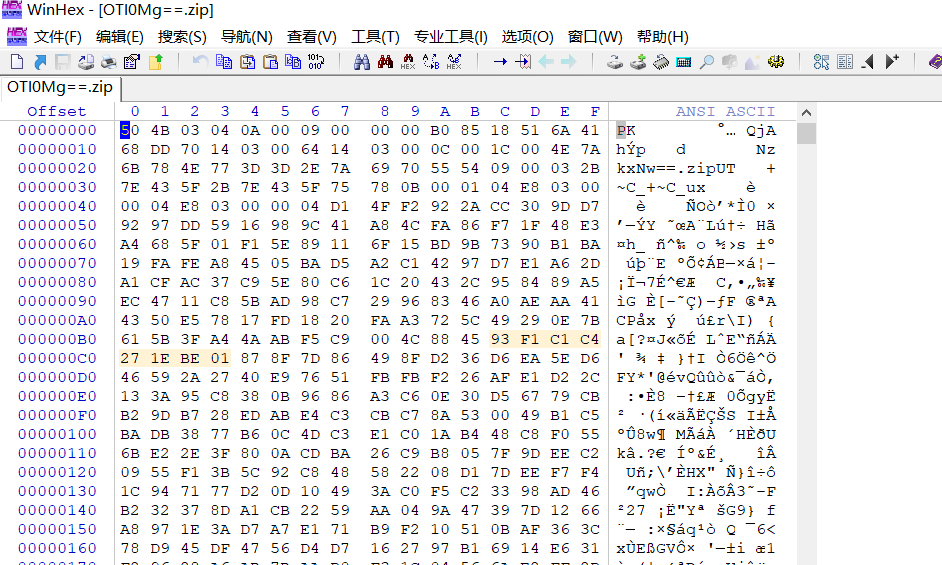 WinHex - [OTI0Mg==.zip]
文件(F) 编辑(E) 搜索(S) 导航(N) 查看(V) 工具(T) 专业工具(I) 选项(O) 窗口(W) 帮助(H)
OTI0Mg==.zip
Offset 0 1 2 3 4 5 6 7 8 9 A B C D E F ANSI ASCII
00000000 50 4B 03 04 0A 00 09 00 00 00 B0 85 18 51 6A 41 PK °… QjA
00000010 68 DD 70 14 03 00 64 14 03 00 0C 00 1C 00 4E 7A hÝp d Nz
00000020 6B 78 4E 77 3D 3D 2E 7A 69 70 55 54 09 00 03 2B kxNw==.zipUT +
00000030 7E 43 5F 2B 7E 43 5F 75 78 0B 00 01 04 E8 03 00 ~C_+~C_ux è
00000040 04 E8 03 00 00 04 D1 4F F2 92 2A CC 30 9D D7 è ÑOò’*Ì0 ×
00000050 92 97 DD 59 16 98 9C 41 A8 4C FA 86 F7 1F 48 E3 ’—ÝY ˜œA¨Lú†÷ Hã
00000060 A4 68 5F 01 F1 5E 89 11 6F 15 BD 9B 73 90 B1 BA ¤h_ ñ^‰ o ½›s ±º
00000070 19 FA FE A8 45 05 BA D5 A2 C1 42 97 D7 E1 A6 2D úþ¨E ºÕ¢ÁB—×á¦-
00000080 A1 CF AC 37 C9 5E 80 C6 1C 20 43 2C 95 84 89 A5 ¡Ï¬7É^€Æ C,•„‰¥
00000090 EC 47 11 C8 5B AD 98 C7 29 96 83 46 A0 AE AA 41 ìG È[-˜Ç)–ƒF ®ªA
000000A0 43 50 E5 78 17 FD 18 20 FA A3 72 5C 49 29 0E 7B CPåx ý ú£r\I) {
000000B0 61 5B 3F A4 4A AB F5 C9 00 4C 88 45 93 F1 C1 C4 a[?¤J«õÉ LˆE“ñÁÄ
000000C0 27 1E BE 01 87 8F 7D 86 49 8F D2 36 D6 EA 5E D6 ' ¾ ‡ }†I Ò6Öê^Ö
000000D0 46 59 2A 27 40 E9 76 51 FB FB F2 26 AF E1 D2 2C FY*'@évQûûò&¯áÒ,
000000E0 13 3A 95 C8 38 0B 96 86 A3 C6 0E 30 D5 67 79 CB :•È8 –†£Æ 0ÕgyË
000000F0 B2 9D B7 28 ED AB E4 C3 CB C7 8A 53 00 49 B1 C5 ² ·(í«äÃËÇŠS I±Å
00000100 BA DB 38 77 B6 0C 4D C3 E1 C0 1A B4 48 C8 F0 55 ºÛ8w¶ MÃáÀ ´HÈðU
00000110 6B E2 2E 3F 80 0A CD BA 26 C9 B8 05 7F 9D EE C2 kâ.?€ Íº&É¸ îÂ
00000120 09 55 F1 3B 5C 92 C8 48 58 22 08 D1 7D EE F7 F4 Uñ;\’ÈHX" Ñ}î÷ô
00000130 1C 94 71 77 D2 0D 10 49 3A C0 F5 C2 33 98 AD 46 ”qwÒ I:ÀõÂ3˜-F
00000140 B2 32 37 8D A1 CB 22 59 AA 04 9A 47 39 7D 12 66 ²27 ¡Ë"Yª šG9} f
00000150 A8 97 1E 3A D7 A7 E1 71 B9 F2 10 51 0B AF 36 3C ¨— :×§áq¹ò Q ¯6<
00000160 78 D9 45 DF 47 56 D4 D7 16 27 97 B1 69 14 E6 31 xÙEßGVÔ× '—±i æ1